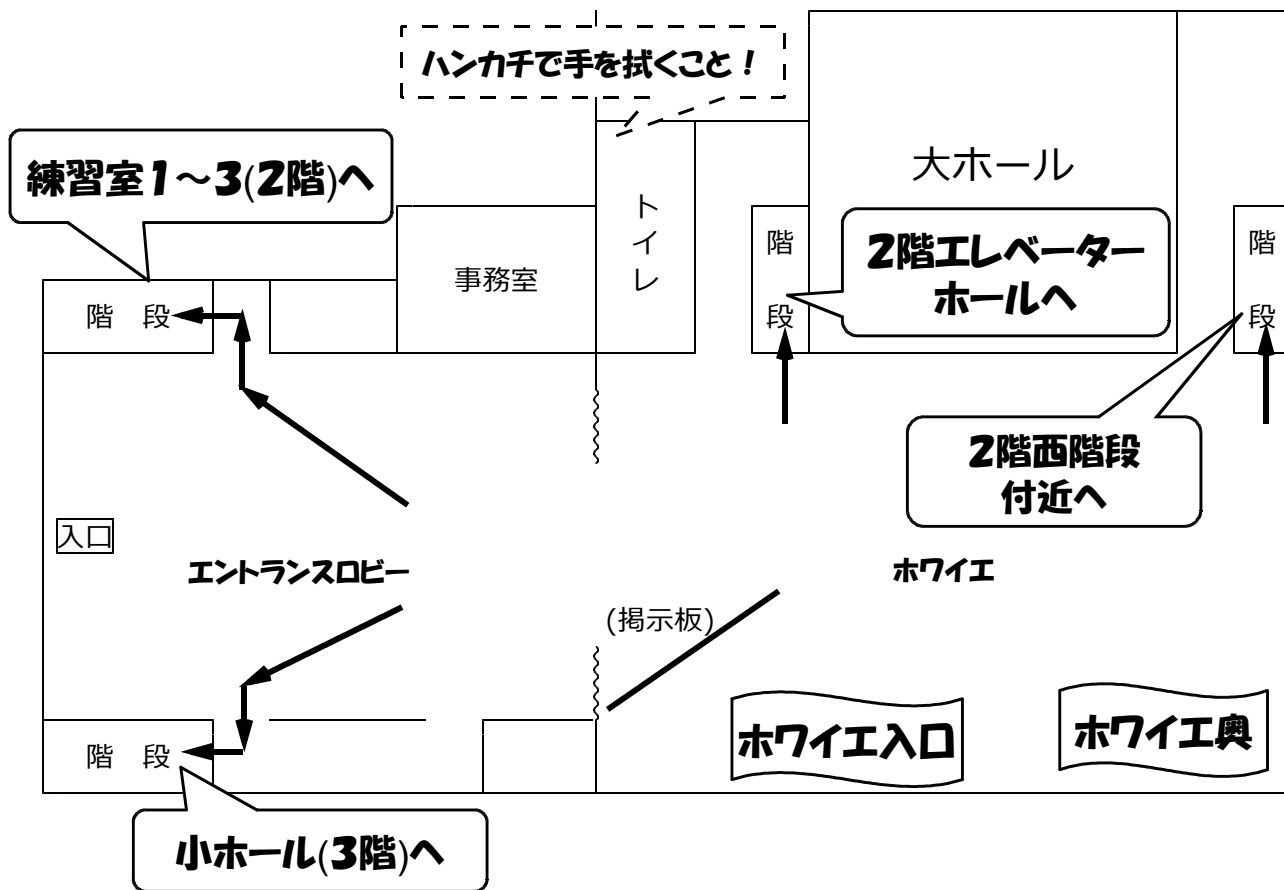 ハンカチで手を拭くこと！
練習室1～3(2階)へ
大ホール
トイレ
階段
2階エレベーター
ホールへ
階段
事務室
階　段
2階西階段
付近へ
入口
エントランスロビー
ホワイエ
(掲示板)
ホワイエ入口
ホワイエ奥
階　段
小ホール(3階)へ